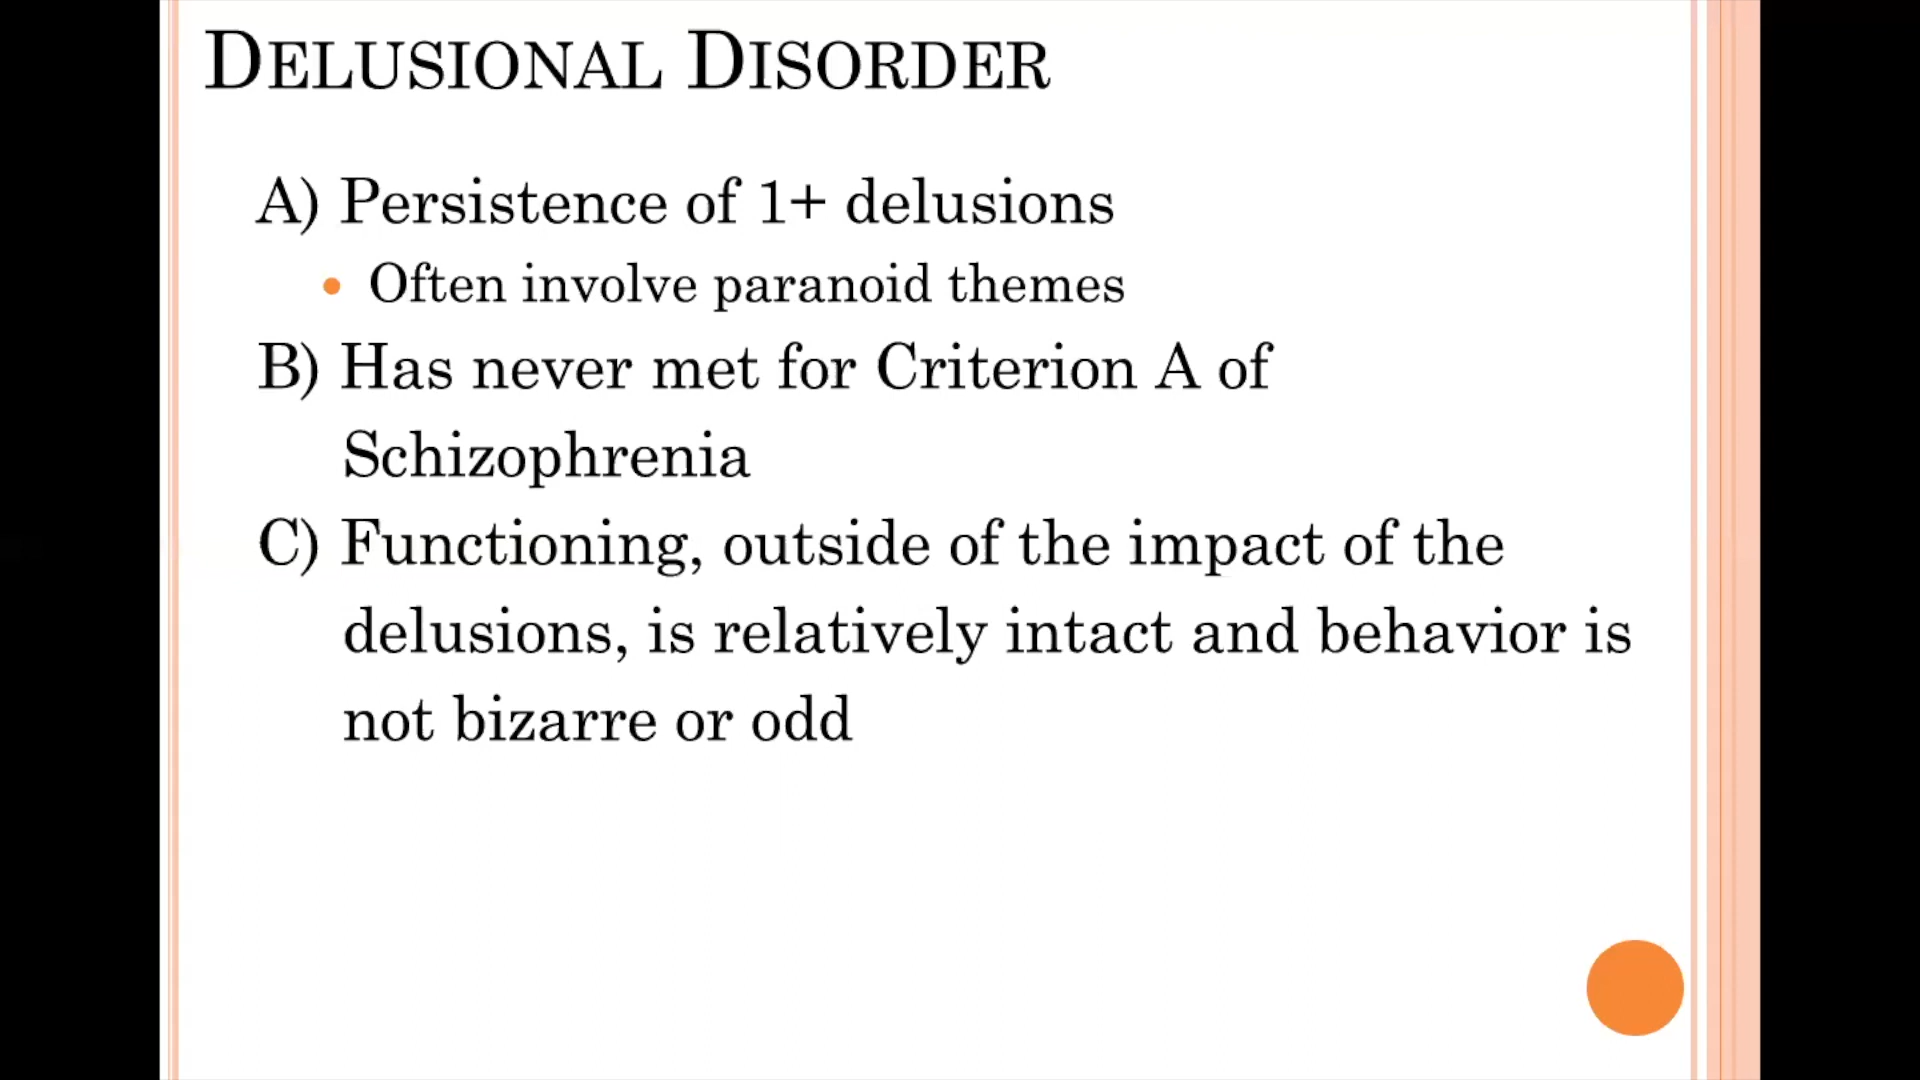 DELUSIONAL DISORDER
A) Persistence of 1+ delusions
• Often involve paranoid themes
B) Has never met for Criterion A of
Schizophrenia
C) Functioning, outside of the impact of the
delusions, is relatively intact and behavior is
not bizarre or odd